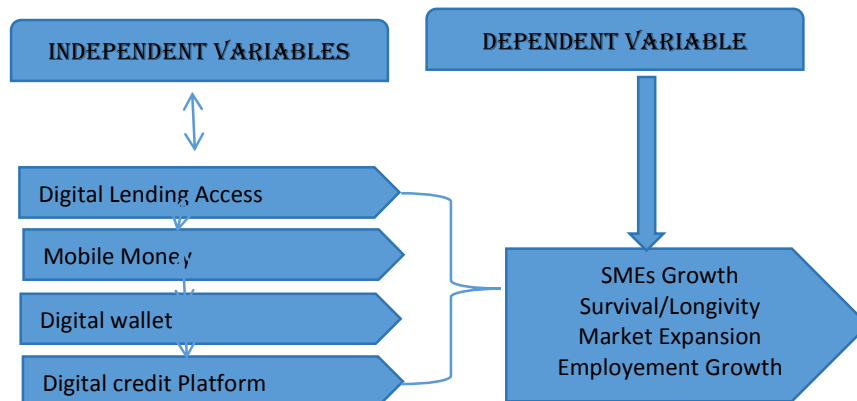 INDEPENDENT VARIABLES
DEPENDENT VARIABLE
Digital Lending Access
Mobile Money
Digital wallet
Digital credit Platform
SMEs Growth
Survival/Longivity
Market Expansion
Employement Growth